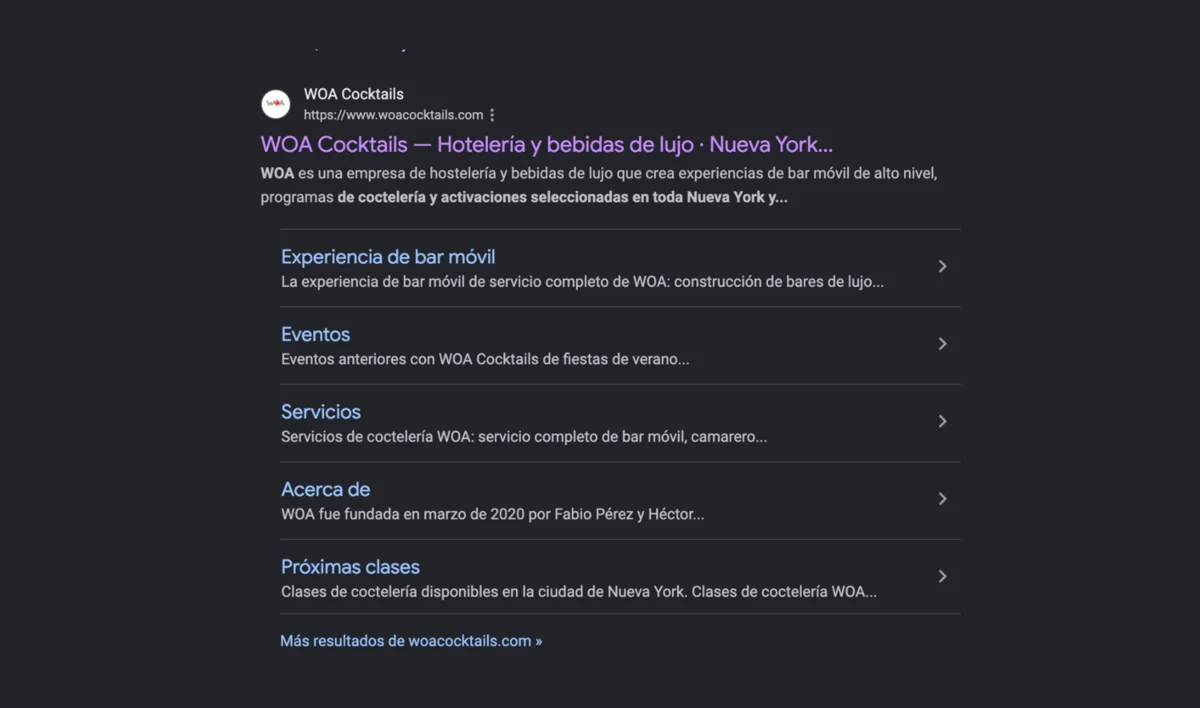 WOA Cocktails
https://www.woacocktails.com
WOA Cocktails — Hotelería y bebidas de lujo · Nueva York...
WOA es una empresa de hostelería y bebidas de lujo que crea experiencias de bar móvil de alto nivel,
programas de coctelería y activaciones seleccionadas en toda Nueva York y...
Experiencia de bar móvil
La experiencia de bar móvil de servicio completo de WOA: construcción de bares de lujo...
Eventos
Eventos anteriores con WOA Cocktails de fiestas de verano...
Servicios
Servicios de coctelería WOA: servicio completo de bar móvil, camarero...
Acerca de
WOA fue fundada en marzo de 2020 por Fabio Pérez y Héctor...
Próximas clases
Clases de coctelería disponibles en la ciudad de Nueva York. Clases de coctelería WOA...
Más resultados de woacocktails.com »